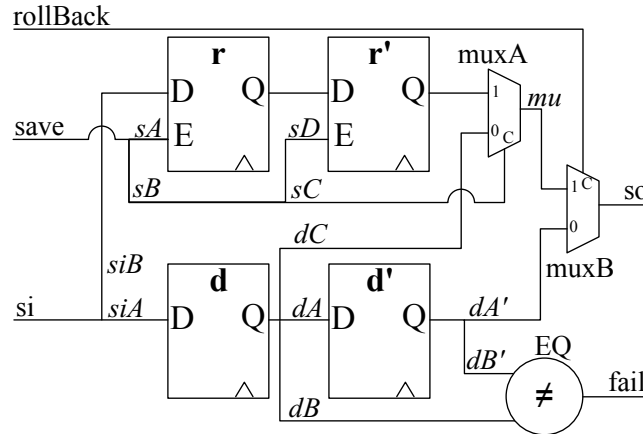 rollBack
r
r'
muxA
D
Q
D
Q
1
mu
save
sA
E
sD
E
0
C
sB
sC
1
C
so
dC
0
siB
d
d'
muxB
si
siA
D
Q
dA
D
Q
dA'
EQ
dB'
fail
≠
dB